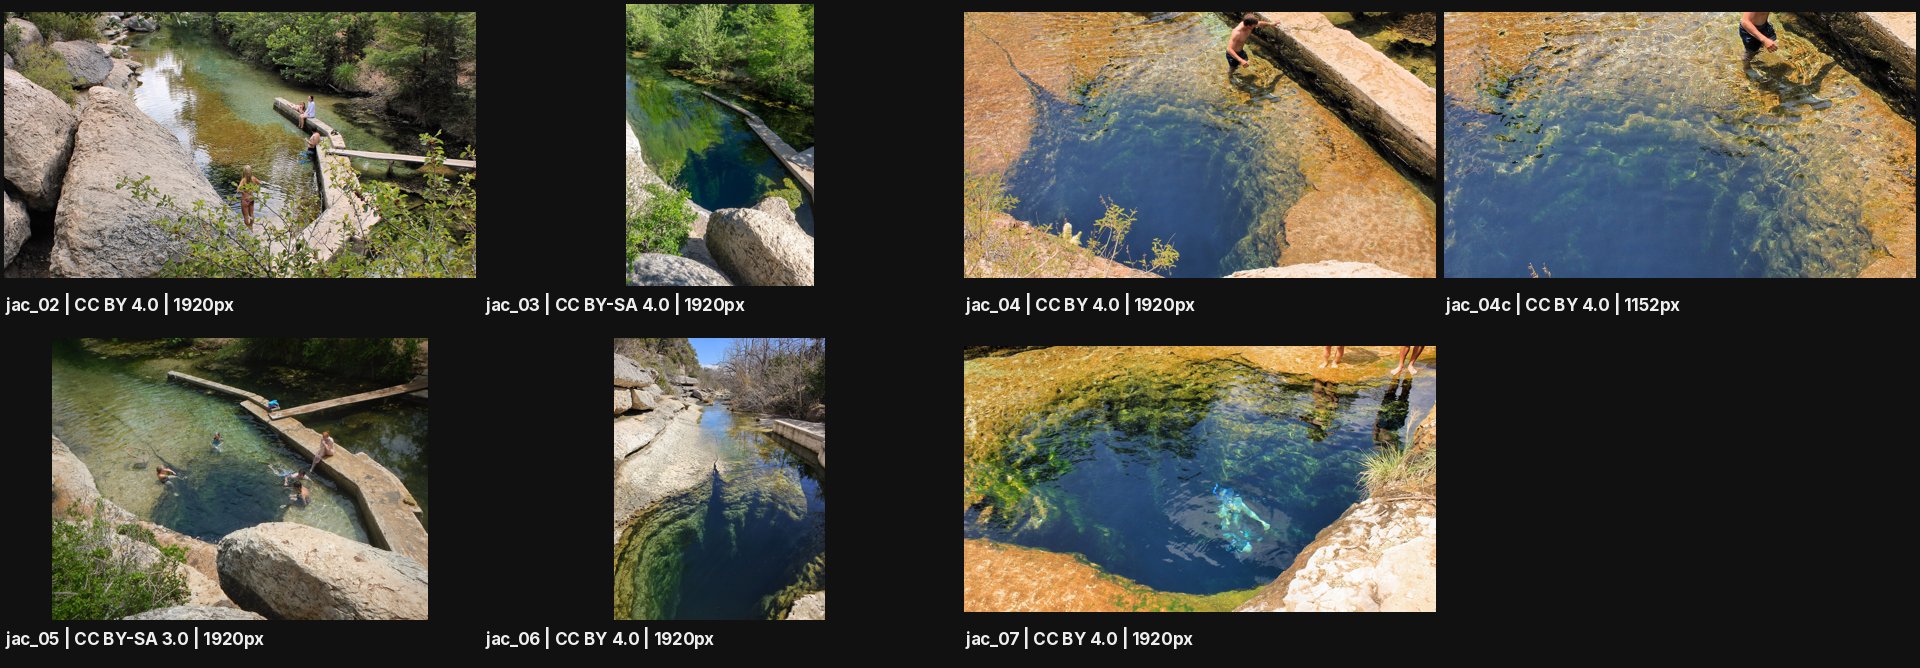 jac_02 | CC BY 4.0 | 1920px
jac_03 | CC BY-SA 4.0 | 1920px
jac_04 | CC BY 4.0 | 1920px
jac_04c | CC BY 4.0 | 1152px
jac_05 | CC BY-SA 3.0 | 1920px
jac_06 | CC BY 4.0 | 1920px
jac_07 | CC BY 4.0 | 1920px